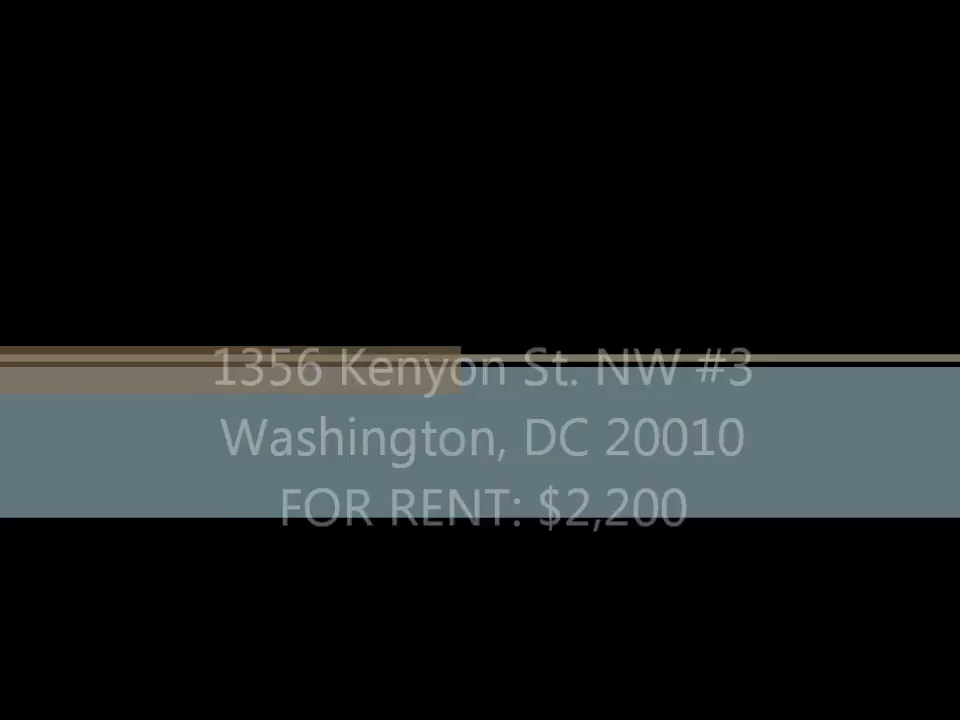 1356 Kenyon St. NW #3
Washington, DC 20010
FOR RENT: $2,200